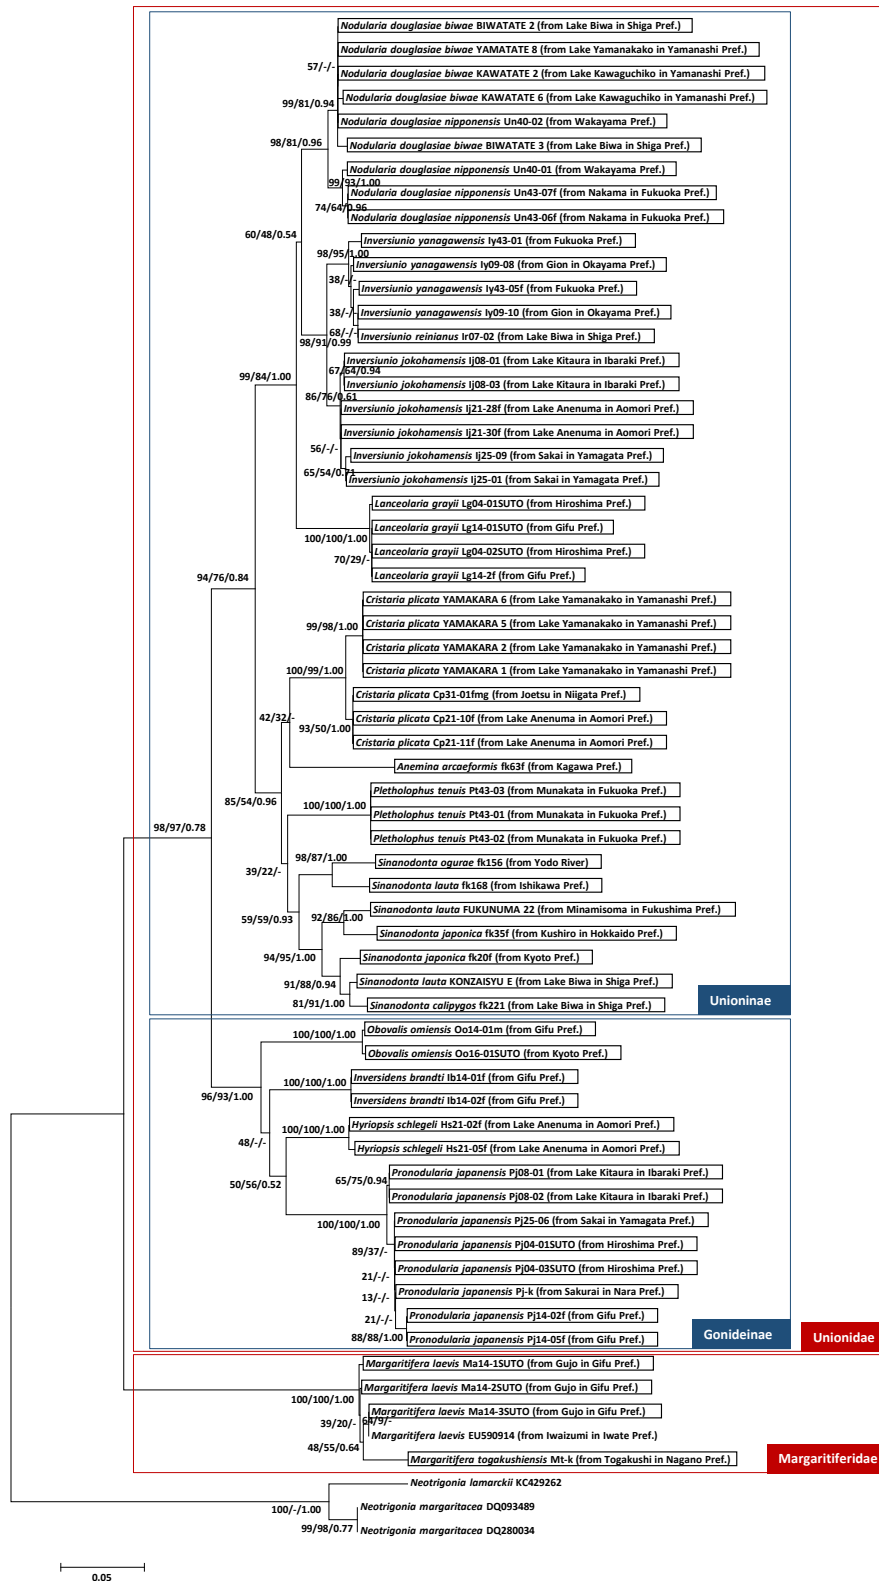 Nodularia douglasiae biwae BIWATATE 2 (from Lake Biwa in Shiga Pref.)
Nodularia douglasiae biwae YAMATATE 8 (from Lake Yamanakako in Yamanashi Pref.)
57/-/-
Nodularia douglasiae biwae KAWATATE 2 (from Lake Kawaguchiko in Yamanashi Pref.)
Nodularia douglasiae biwae KAWATATE 6 (from Lake Kawaguchiko in Yamanashi Pref.)
99/81/0.94
Nodularia douglasiae nipponensis Un40-02 (from Wakayama Pref.)
98/81/0.96
Nodularia douglasiae biwae BIWATATE 3 (from Lake Biwa in Shiga Pref.)
Nodularia douglasiae nipponensis Un40-01 (from Wakayama Pref.)
99/93/1.00
Nodularia douglasiae nipponensis Un43-07f (from Nakama in Fukuoka Pref.)
74/64/0.96
Nodularia douglasiae nipponensis Un43-06f (from Nakama in Fukuoka Pref.)
60/48/0.54
Inversiunio yanagawensis Iy43-01 (from Fukuoka Pref.)
98/95/1.00
Inversiunio yanagawensis Iy09-08 (from Gion in Okayama Pref.)
38/-/-
Inversiunio yanagawensis Iy43-05f (from Fukuoka Pref.)
38/-/-
Inversiunio yanagawensis Iy09-10 (from Gion in Okayama Pref.)
68/-/-
Inversiunio reinianus Ir07-02 (from Lake Biwa in Shiga Pref.)
98/91/0.99
Inversiunio jokohamensis Ij08-01 (from Lake Kitaura in Ibaraki Pref.)
67/64/0.94
99/84/1.00
Inversiunio jokohamensis Ij08-03 (from Lake Kitaura in Ibaraki Pref.)
86/76/0.61
Inversiunio jokohamensis Ij21-28f (from Lake Anenuma in Aomori Pref.)
Inversiunio jokohamensis Ij21-30f (from Lake Anenuma in Aomori Pref.)
56/-/-
Inversiunio jokohamensis Ij25-09 (from Sakai in Yamagata Pref.)
65/54/0.71
Inversiunio jokohamensis Ij25-01 (from Sakai in Yamagata Pref.)
Lanceolaria grayii Lg04-01SUTO (from Hiroshima Pref.)
Lanceolaria grayii Lg14-01SUTO (from Gifu Pref.)
100/100/1.00
Lanceolaria grayii Lg04-02SUTO (from Hiroshima Pref.)
70/29/-
Lanceolaria grayii Lg14-2f (from Gifu Pref.)
94/76/0.84
Cristaria plicata YAMAKARA 6 (from Lake Yamanakako in Yamanashi Pref.)
99/98/1.00
Cristaria plicata YAMAKARA 5 (from Lake Yamanakako in Yamanashi Pref.)
Cristaria plicata YAMAKARA 2 (from Lake Yamanakako in Yamanashi Pref.)
100/99/1.00
Cristaria plicata YAMAKARA 1 (from Lake Yamanakako in Yamanashi Pref.)
Cristaria plicata Cp31-01fmg (from Joetsu in Niigata Pref.)
42/32/-
Cristaria plicata Cp21-10f (from Lake Anenuma in Aomori Pref.)
93/50/1.00
Cristaria plicata Cp21-11f (from Lake Anenuma in Aomori Pref.)
Anemina arcaeformis fk63f (from Kagawa Pref.)
85/54/0.96
Pletholophus tenuis Pt43-03 (from Munakata in Fukuoka Pref.)
100/100/1.00
Pletholophus tenuis Pt43-01 (from Munakata in Fukuoka Pref.)
98/97/0.78
Pletholophus tenuis Pt43-02 (from Munakata in Fukuoka Pref.)
98/87/1.00
Sinanodonta ogurae fk156 (from Yodo River)
39/22/-
Sinanodonta lauta fk168 (from Ishikawa Pref.)
Sinanodonta lauta FUKUNUMA 22 (from Minamisoma in Fukushima Pref.)
59/59/0.93
92/86/1.00
Sinanodonta japonica fk35f (from Kushiro in Hokkaido Pref.)
94/95/1.00
Sinanodonta japonica fk20f (from Kyoto Pref.)
91/88/0.94
Sinanodonta lauta KONZAISYU E (from Lake Biwa in Shiga Pref.)
81/91/1.00
Sinanodonta calipygos fk221 (from Lake Biwa in Shiga Pref.)
Unioninae
Obovalis omiensis Oo14-01m (from Gifu Pref.)
100/100/1.00
Obovalis omiensis Oo16-01SUTO (from Kyoto Pref.)
Inversidens brandti Ib14-01f (from Gifu Pref.)
100/100/1.00
96/93/1.00
Inversidens brandti Ib14-02f (from Gifu Pref.)
Hyriopsis schlegeli Hs21-02f (from Lake Anenuma in Aomori Pref.)
100/100/1.00
48/-/-
Hyriopsis schlegeli Hs21-05f (from Lake Anenuma in Aomori Pref.)
Pronodularia japanensis Pj08-01 (from Lake Kitaura in Ibaraki Pref.)
65/75/0.94
50/56/0.52
Pronodularia japanensis Pj08-02 (from Lake Kitaura in Ibaraki Pref.)
Pronodularia japanensis Pj25-06 (from Sakai in Yamagata Pref.)
100/100/1.00
Pronodularia japanensis Pj04-01SUTO (from Hiroshima Pref.)
89/37/-
Pronodularia japanensis Pj04-03SUTO (from Hiroshima Pref.)
21/-/-
Pronodularia japanensis Pj-k (from Sakurai in Nara Pref.)
13/-/-
Pronodularia japanensis Pj14-02f (from Gifu Pref.)
21/-/-
Pronodularia japanensis Pj14-05f (from Gifu Pref.)
88/88/1.00
Gonideinae
Unionidae
Margaritifera laevis Ma14-1SUTO (from Gujo in Gifu Pref.)
Margaritifera laevis Ma14-2SUTO (from Gujo in Gifu Pref.)
100/100/1.00
Margaritifera laevis Ma14-3SUTO (from Gujo in Gifu Pref.)
39/20/-
64/9/-
Margaritifera laevis EU590914 (from Iwaizumi in Iwate Pref.)
48/55/0.64
Margaritifera togakushiensis Mt-k (from Togakushi in Nagano Pref.)
Margaritiferidae
Neotrigonia lamarckii KC429262
100/-/1.00
Neotrigonia margaritacea DQ093489
99/98/0.77
Neotrigonia margaritacea DQ280034
0.05